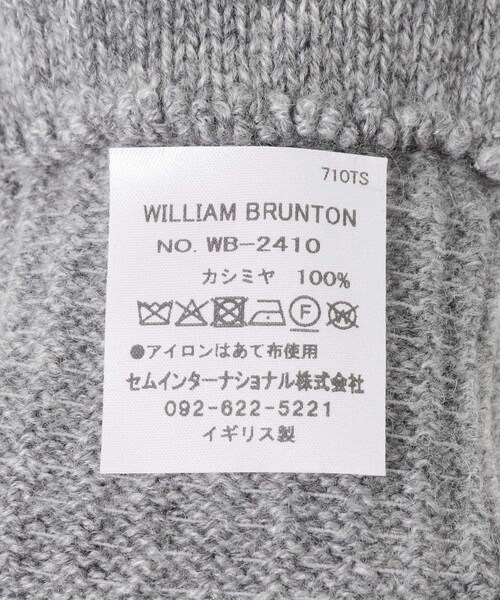 710TS
WILLIAM BRUNTON
NO. WB-2410
カシミヤ 100%
F W
●アイロンはあて布使用
セムインターナショナル株式会社
092-622-5221
イギリス製